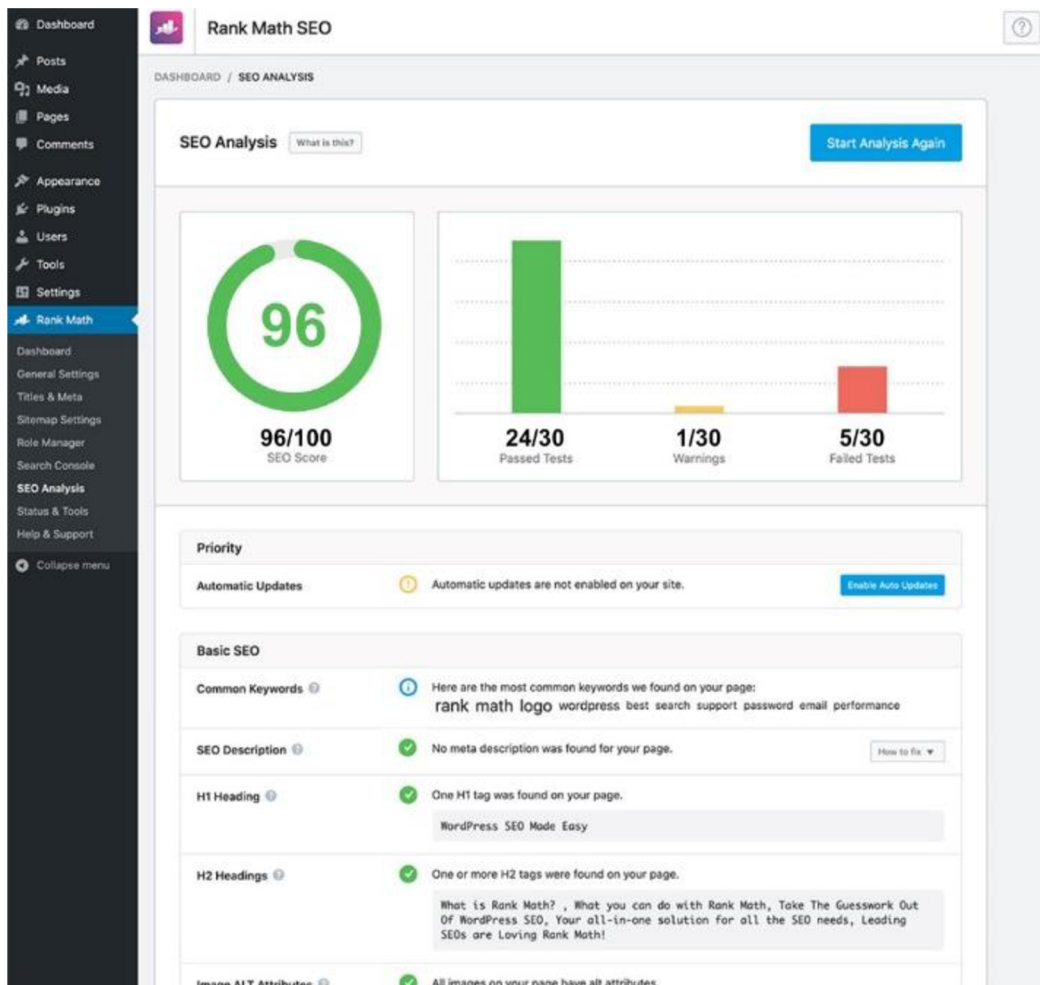 Dashboard
Posts
Media
Pages
Comments
Appearance
Plugins
Users
Tools
Settings
Rank Math
Dashboard
General Settings
Titles & Meta
Sitemap Settings
Role Manager
Search Console
SEO Analysis
Status & Tools
Help & Support
Collapse menu
Rank Math SEO
?
DASHBOARD / SEO ANALYSIS
SEO Analysis What is this? Start Analysis Again
96
96/100
SEO Score
24/30 1/30 5/30
Passed Tests Warnings Failed Tests
Priority
Automatic Updates Automatic updates are not enabled on your site. Enable Auto Updates
Basic SEO
Common Keywords Here are the most common keywords we found on your page:
rank math logo wordpress best search support password email performance
SEO Description No meta description was found for your page. How to fix ▼
H1 Heading One H1 tag was found on your page.
WordPress SEO Made Easy
H2 Headings One or more H2 tags were found on your page.
What is Rank Math? , What you can do with Rank Math, Take The Guesswork Out
Of WordPress SEO, Your all-in-one solution for all the SEO needs, Leading
SEOs are Loving Rank Math!
Image ALT Attributes All images on your page have alt attributes.